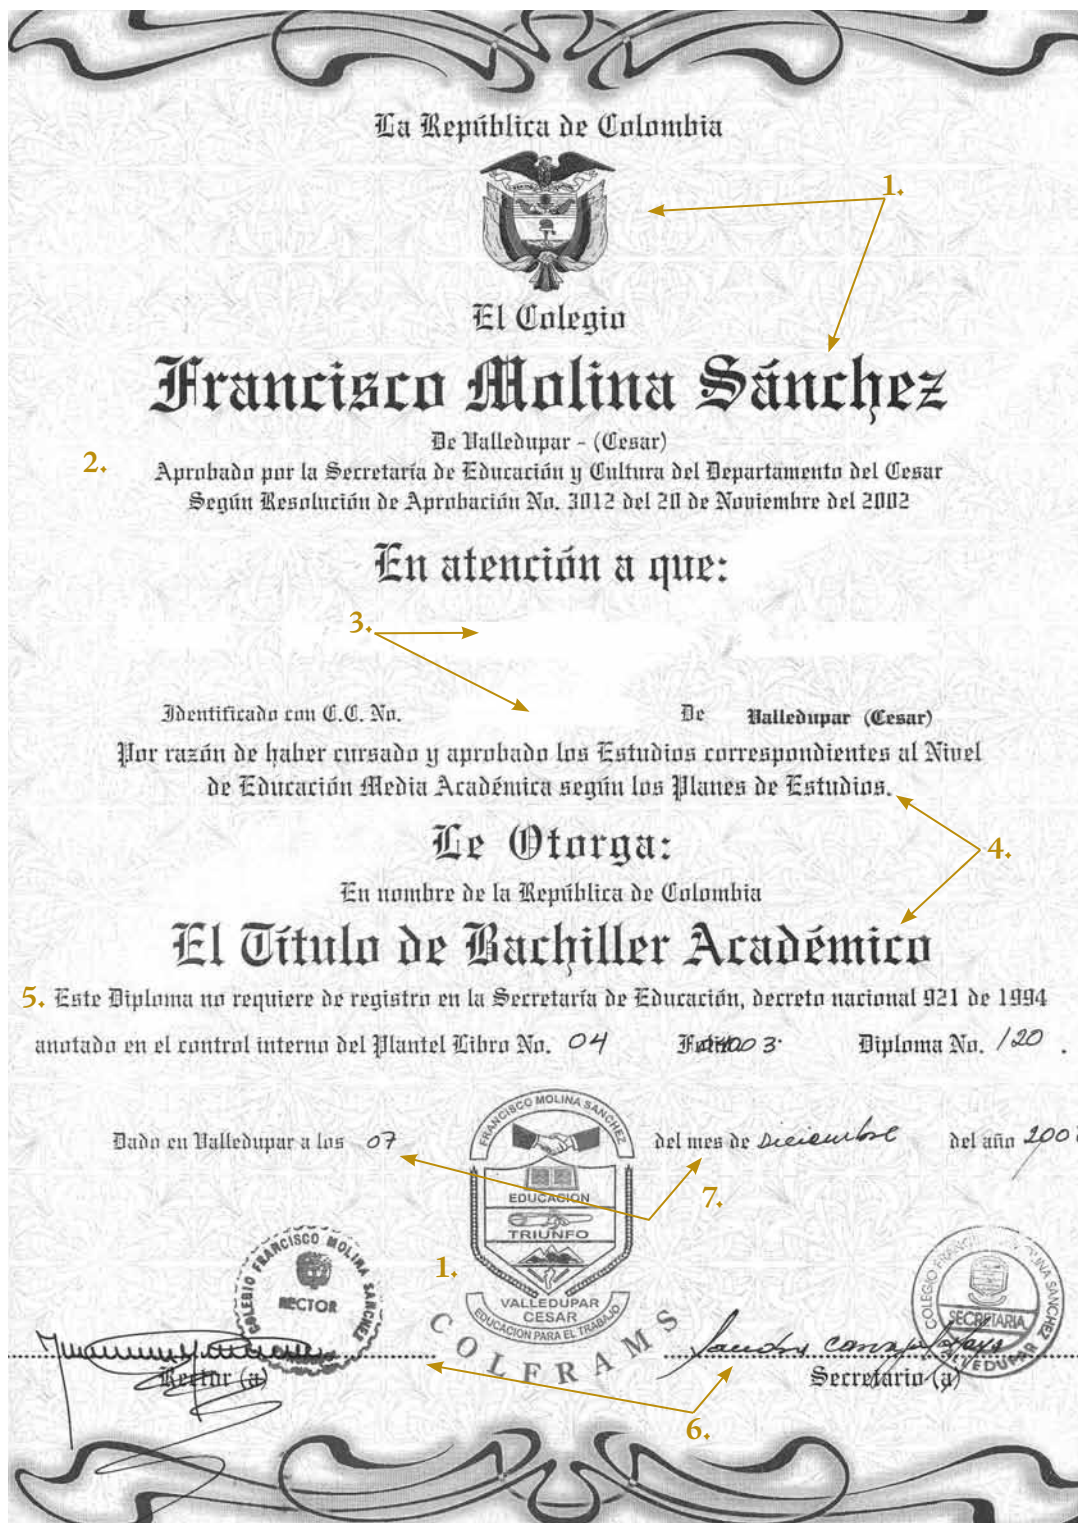 La República de Colombia
1.
El Colegio
Francisco Molina Sánchez
De Valledupar - (Cesar)
2.
Aprobado por la Secretaría de Educación y Cultura del Departamento del Cesar
Según Resolución de Aprobación No. 3012 del 20 de Noviembre del 2002
En atención a que:
3.
Identificado con C.C. No. De Valledupar (Cesar)
Por razón de haber cursado y aprobado los Estudios correspondientes al Nivel
de Educación Media Académica según los Planes de Estudios.
4.
Le Otorga:
En nombre de la República de Colombia
El Título de Bachiller Académico
5. Este Diploma no requiere de registro en la Secretaría de Educación, decreto nacional 921 de 1994
anotado en el control interno del Plantel Libro No. 04 Diploma No. 120 .
FRANCISCO MOLINA SANCHEZ
Dado en Valledupar a los 07 del mes de Diciembre del año
7.
EDUCACION
TRIUNFO
1.
VALLEDUPAR
CESAR
EDUCACION PARA EL TRABAJO
COLFRAMS
COLEGIO FRANCISCO MOLINA SANCHEZ
RECTOR
COLEGIO FRANCISCO MOLINA SANCHEZ
SECRETARIA
VALLEDUPAR
Rector (a)
Secretario (a)
6.